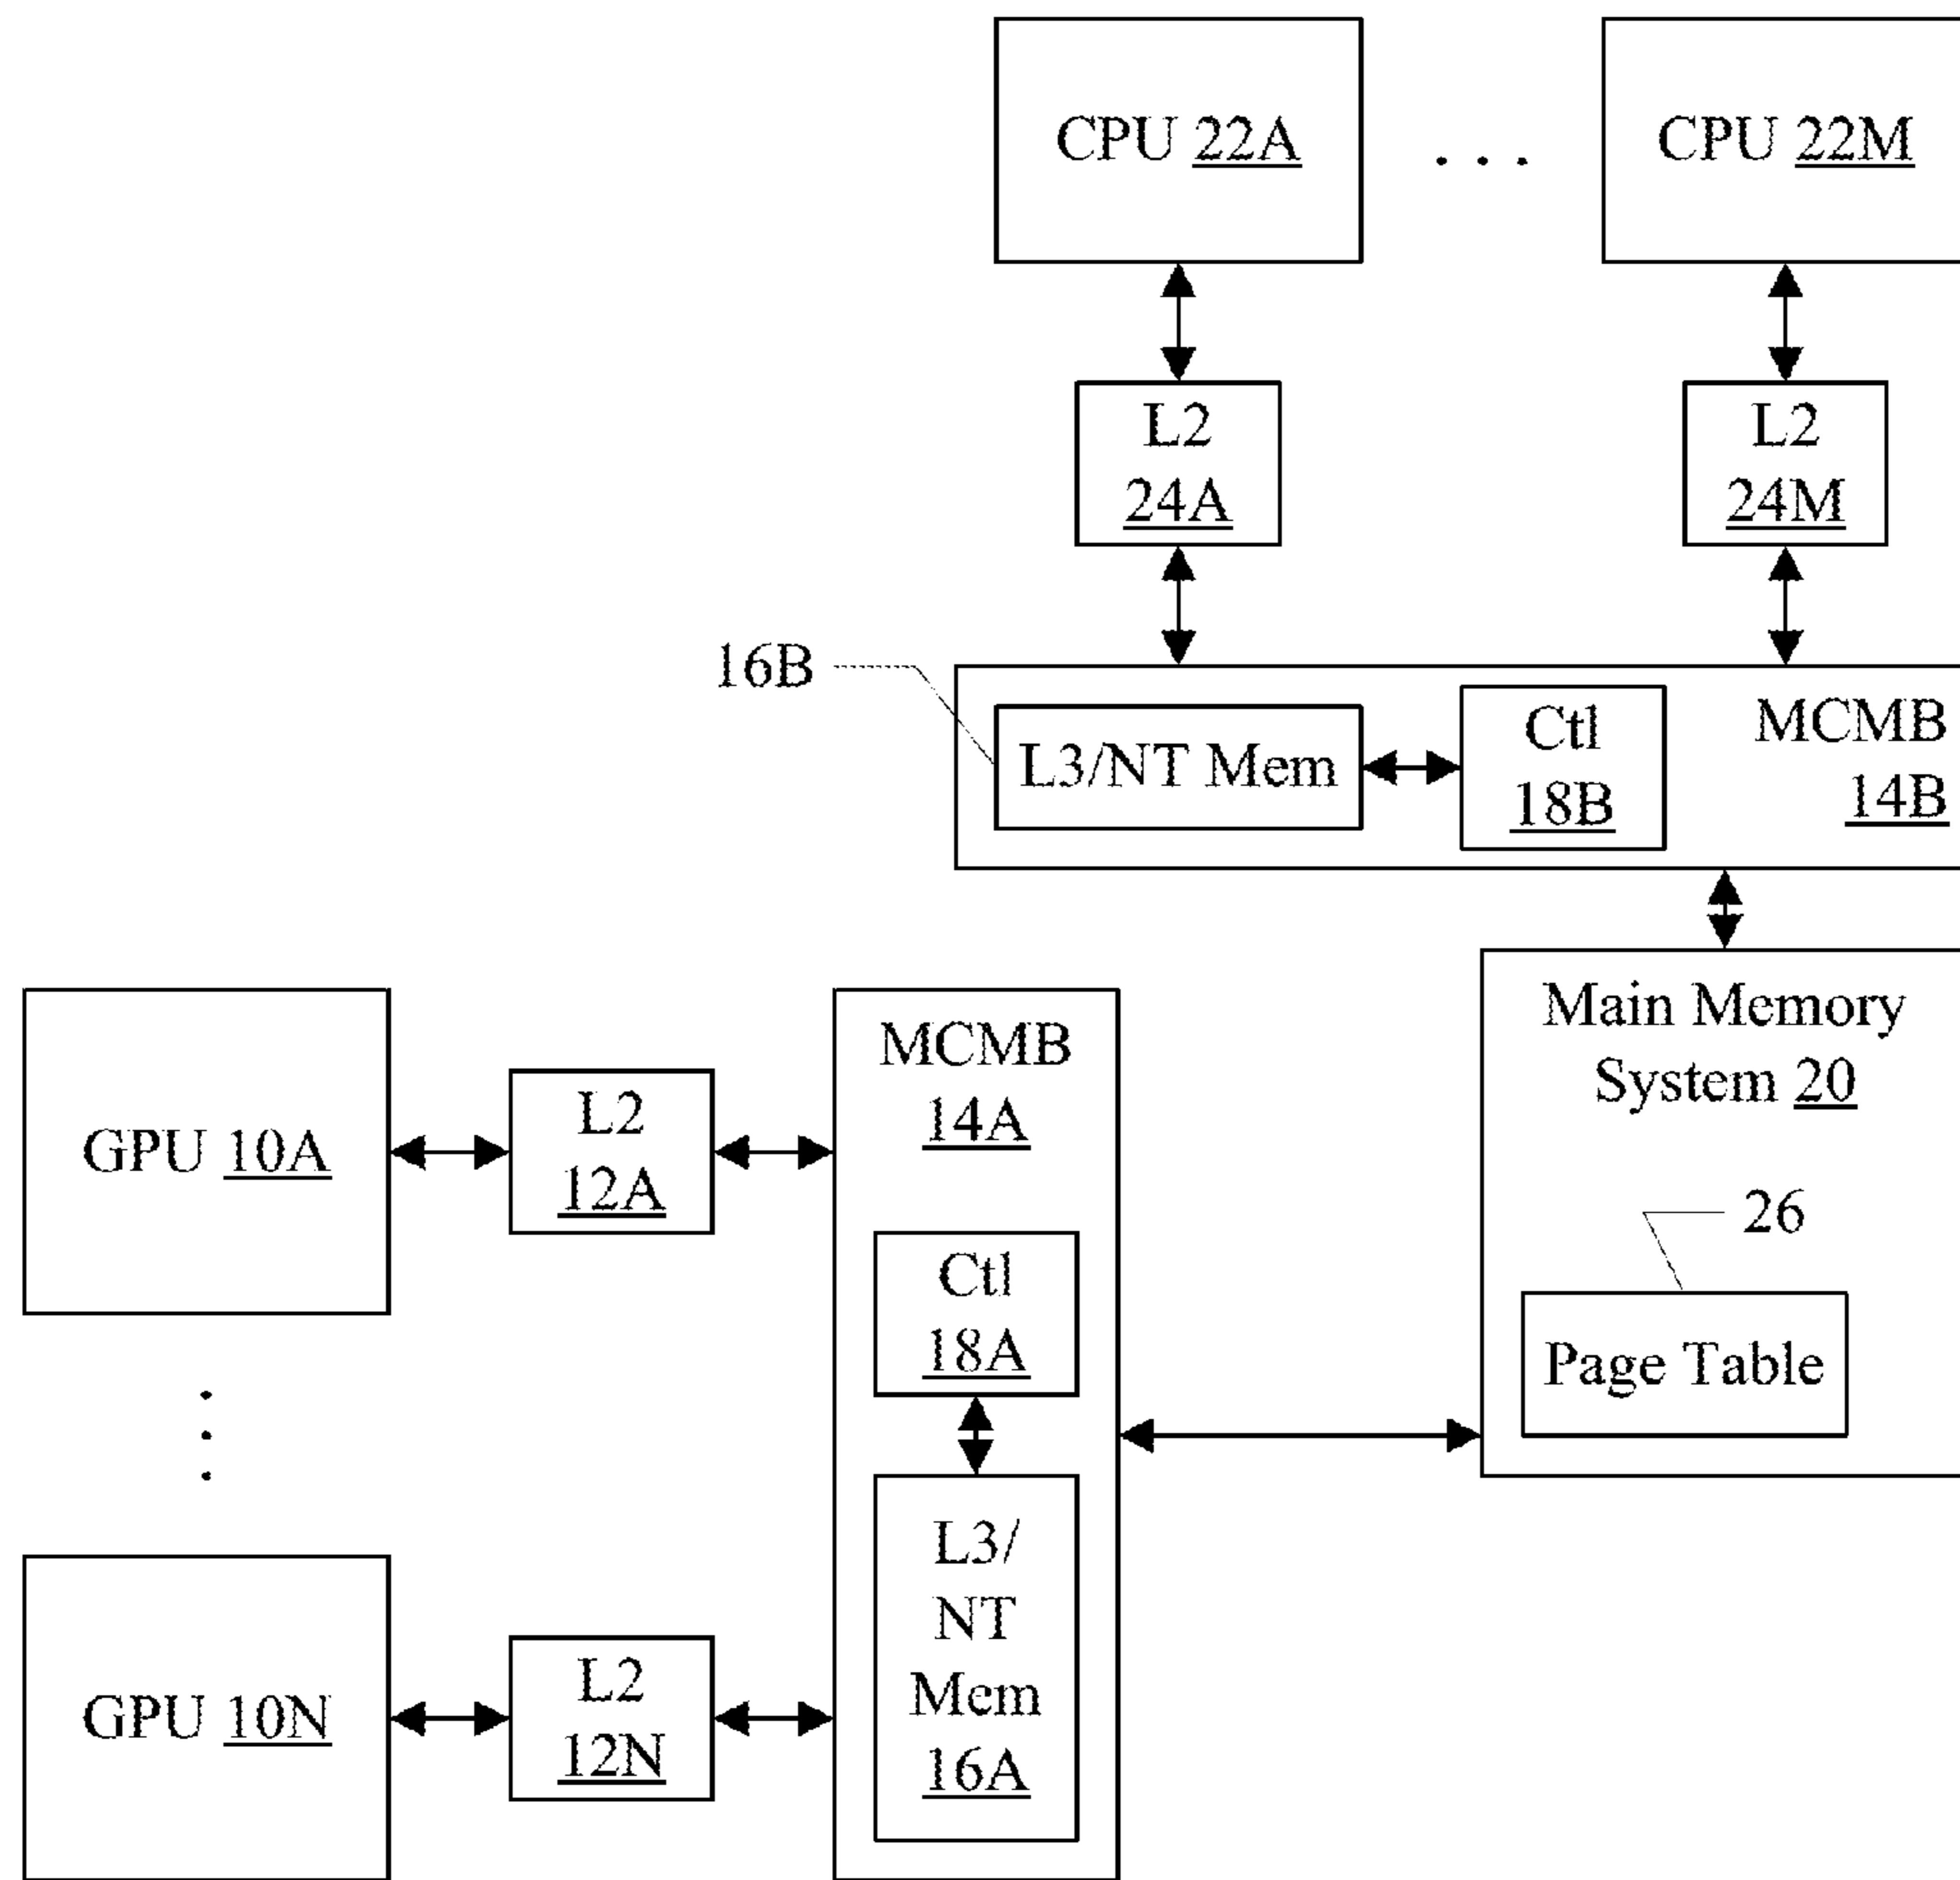 CPU 22A
. . .
CPU 22M
L2
24A
L2
24M
16B
L3/NT Mem
Ctl
18B
MCMB
14B
Main Memory
System 20
26
Page Table
GPU 10A
L2
12A
MCMB
14A
Ctl
18A
L3/
NT
Mem
16A
GPU 10N
L2
12N